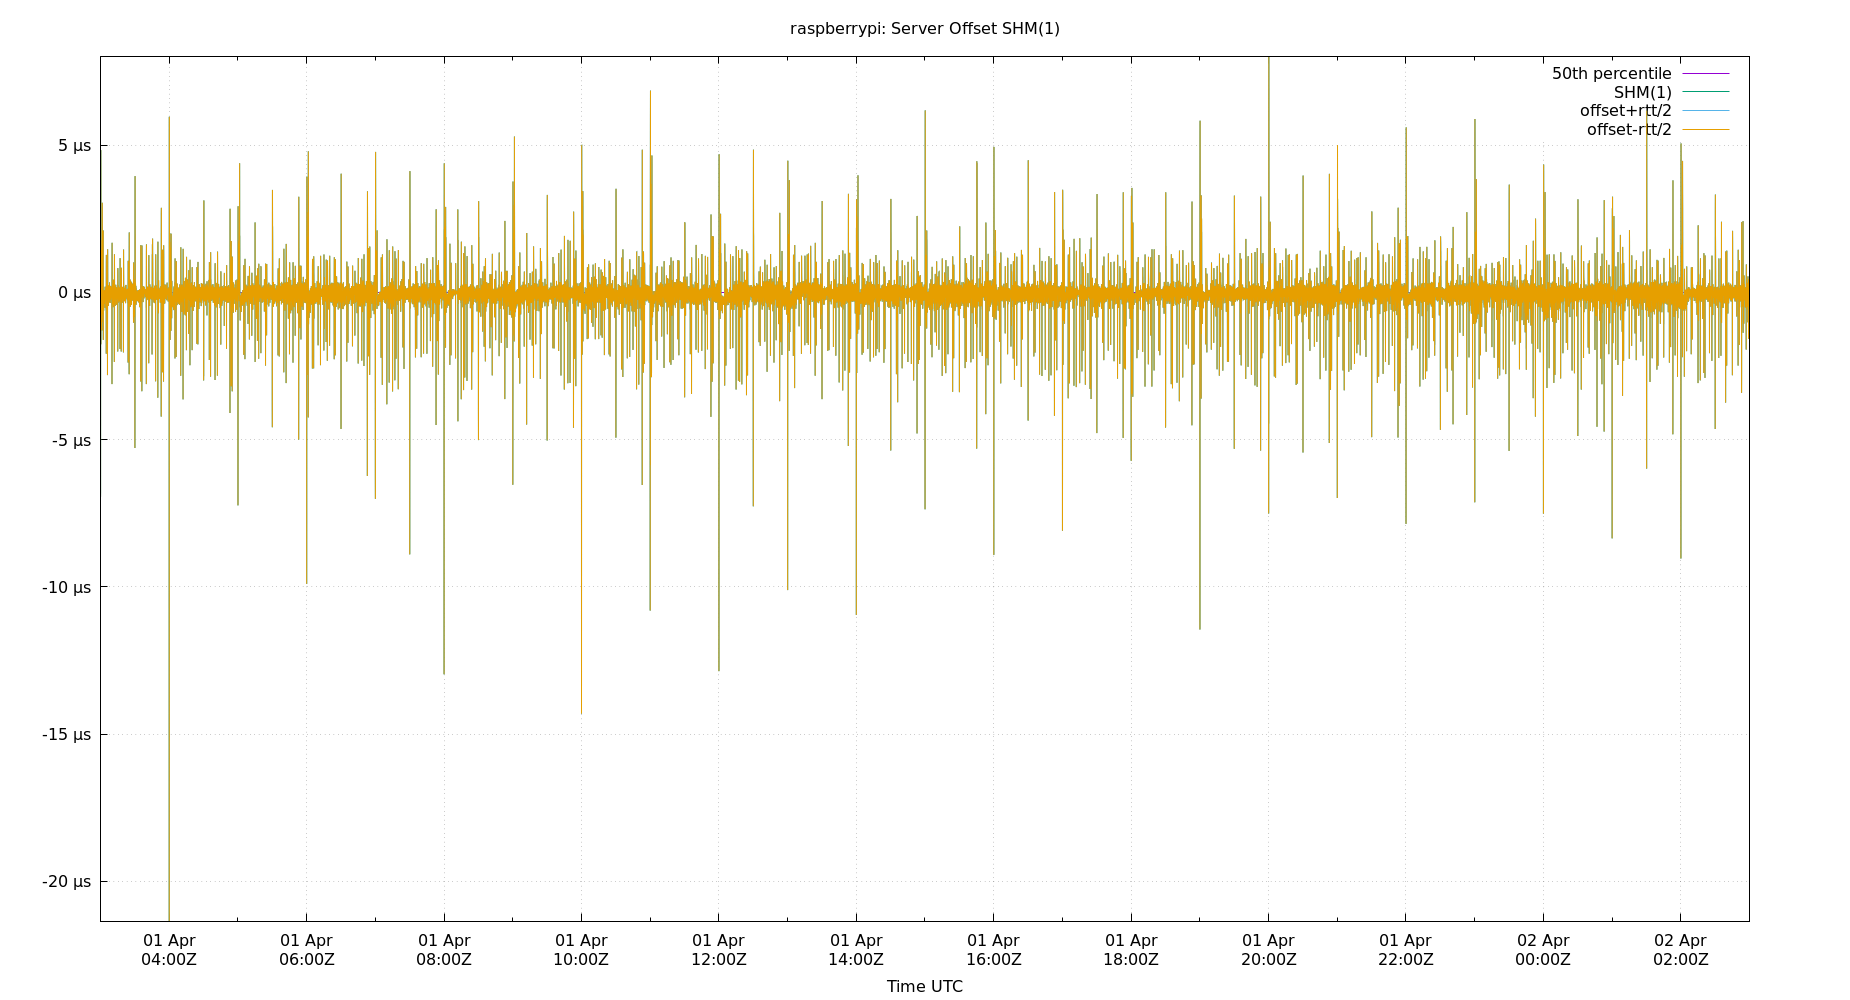 raspberrypi: Server Offset SHM(1)
50th percentile
SHM(1)
offset+rtt/2
offset-rtt/2
5 µs
0 µs
-5 µs
-10 µs
-15 µs
-20 µs
01 Apr 01 Apr 01 Apr 01 Apr 01 Apr 01 Apr 01 Apr 01 Apr 01 Apr 01 Apr 02 Apr 02 Apr
04:00Z 06:00Z 08:00Z 10:00Z 12:00Z 14:00Z 16:00Z 18:00Z 20:00Z 22:00Z 00:00Z 02:00Z
Time UTC